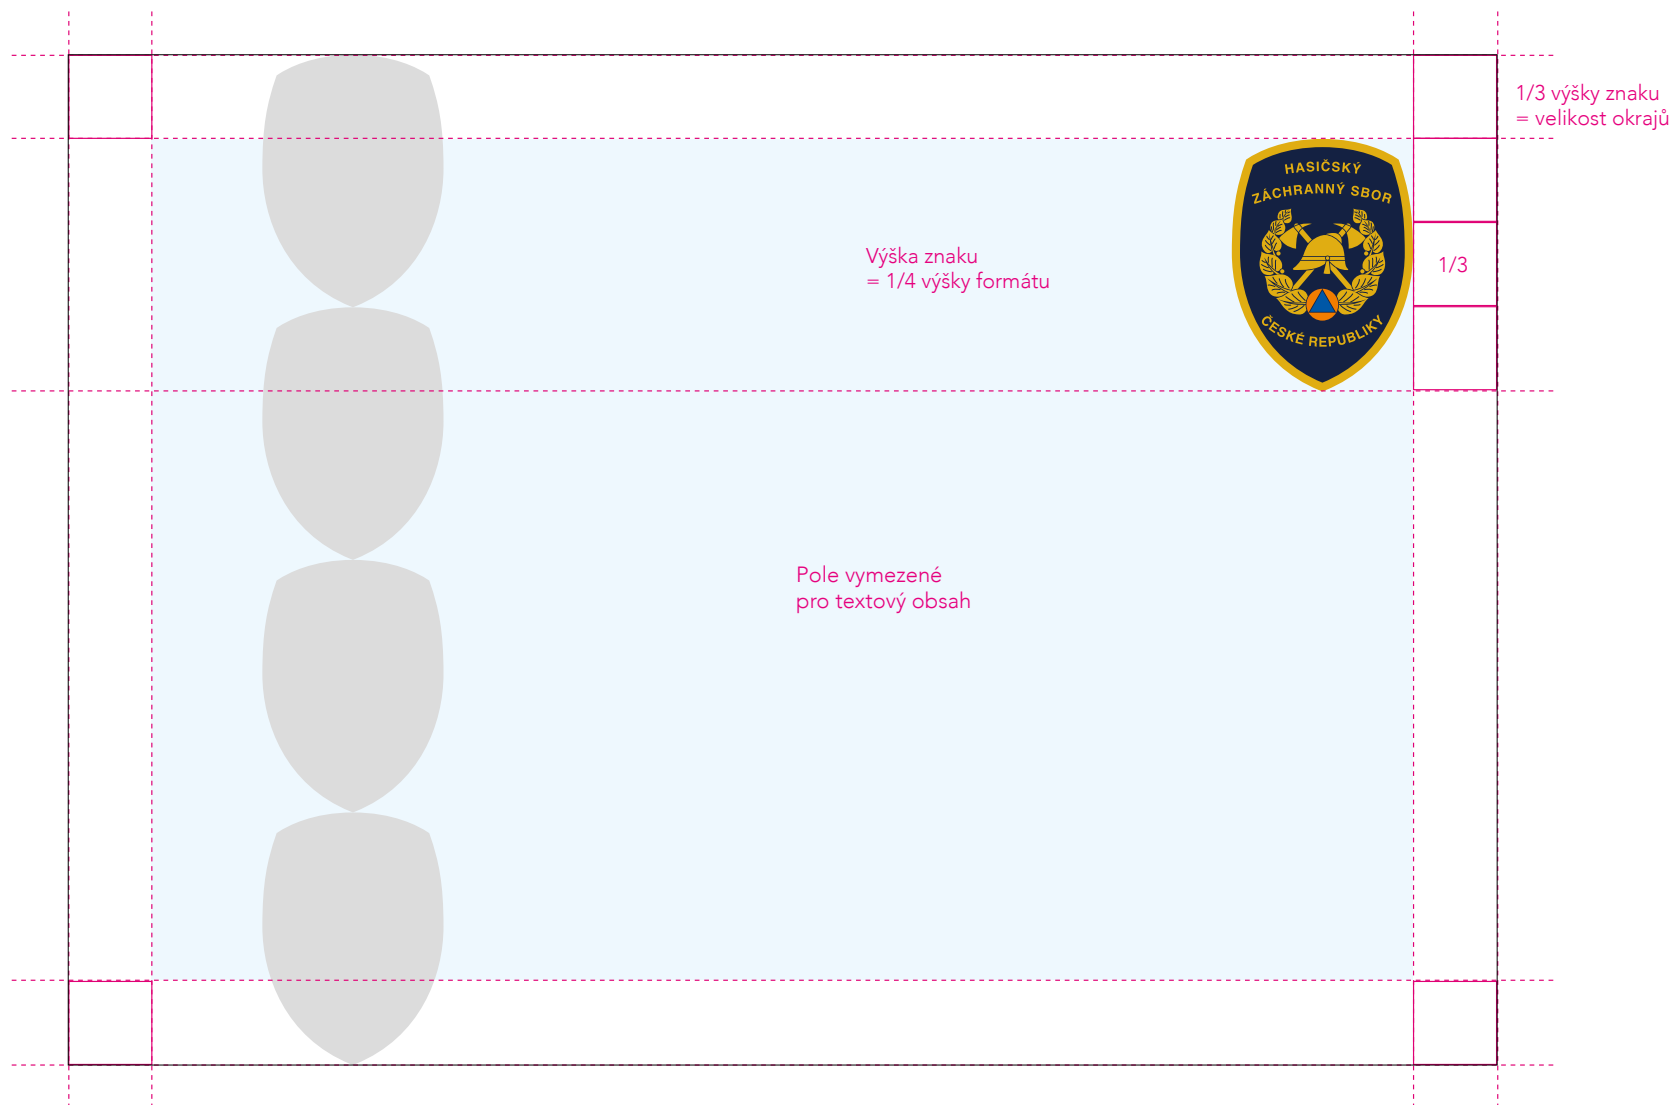 1/3 výšky znaku
= velikost okrajů
HASIČSKÝ
ZÁCHRANNÝ SBOR
ČESKÉ REPUBLIKY
Výška znaku
= 1/4 výšky formátu
1/3
Pole vymezené
pro textový obsah